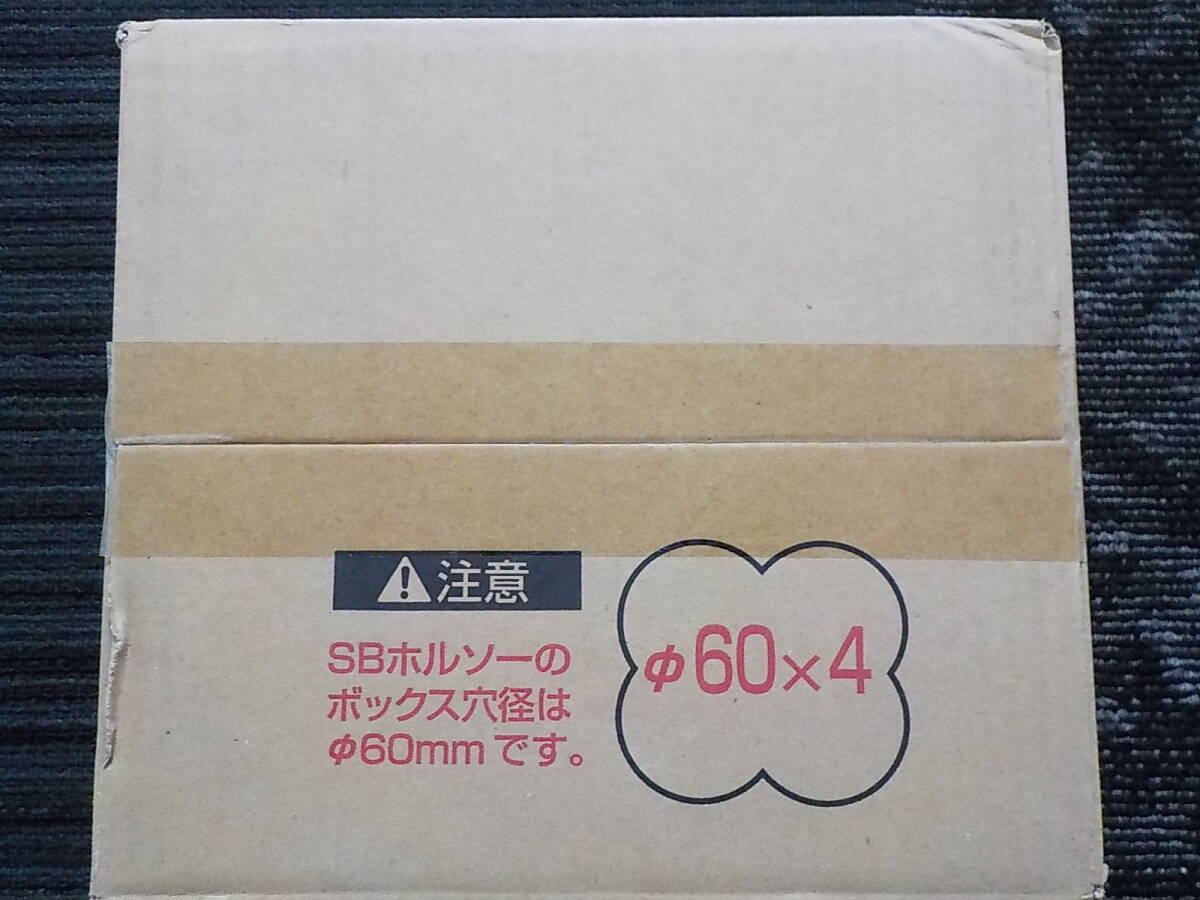 注意
SBホルソーの
ボックス穴径は
φ60mmです。
φ60×4